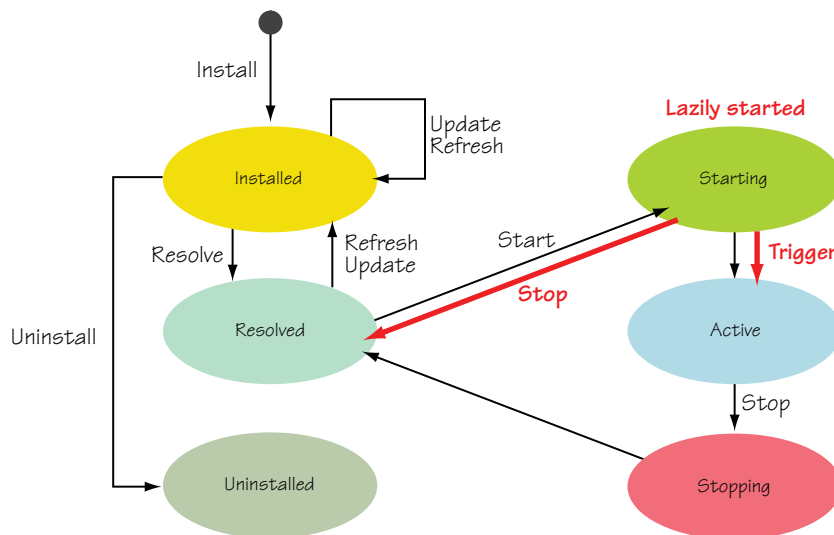 Install
Lazily started
Update
Refresh
Installed
Starting
Resolve
Refresh
Update
Start
Trigger
Stop
Uninstall
Resolved
Active
Stop
Uninstalled
Stopping